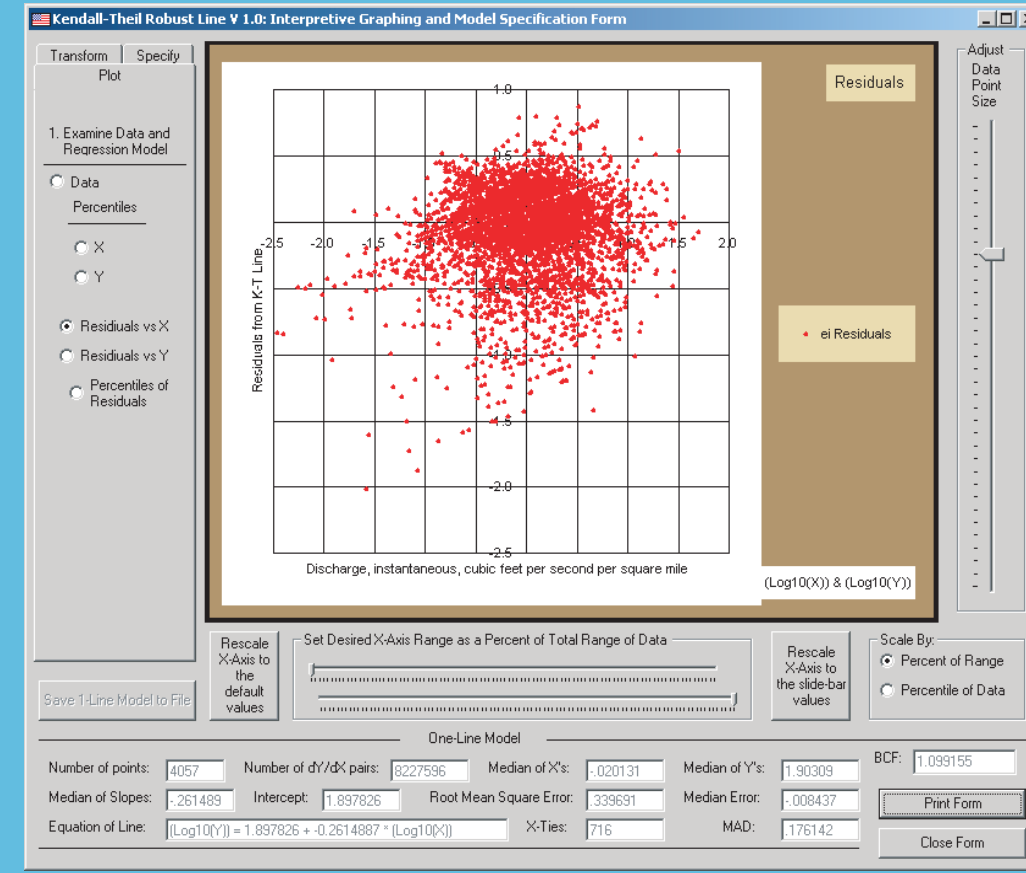 Kendall-Theil Robust Line V 1.0: Interpretive Graphing and Model Specification Form
Transform
Specify
Plot
1. Examine Data and
Regression Model
Data
Percentiles
X
Y
Residuals vs X
Residuals vs Y
Percentiles of
Residuals
Save 1-Line Model to File
Residuals
1.0
0.5
-2.5
-2.0
-1.5
1.5
2.0
-1.0
-1.5
-2.0
-2.5
Residuals from K-T Line
Discharge, instantaneous, cubic feet per second per square mile
ei Residuals
(Log10(X)) & (Log10(Y))
Adjust
Data
Point
Size
Rescale
X-Axis to
the
default
values
Set Desired X-Axis Range as a Percent of Total Range of Data
Rescale
X-Axis to
the slide-bar
values
Scale By:
Percent of Range
Percentile of Data
One-Line Model
Number of points: 4057
Number of dY/dX pairs: 8227596
Median of X's: -.020131
Median of Y's: 1.90309
BCF: 1.099155
Median of Slopes: -.261489
Intercept: 1.897826
Root Mean Square Error: .339691
Median Error: -.008437
Print Form
Equation of Line: (Log10(Y)) = 1.897826 + -0.2614887 * (Log10(X))
X-Ties: 716
MAD: .176142
Close Form